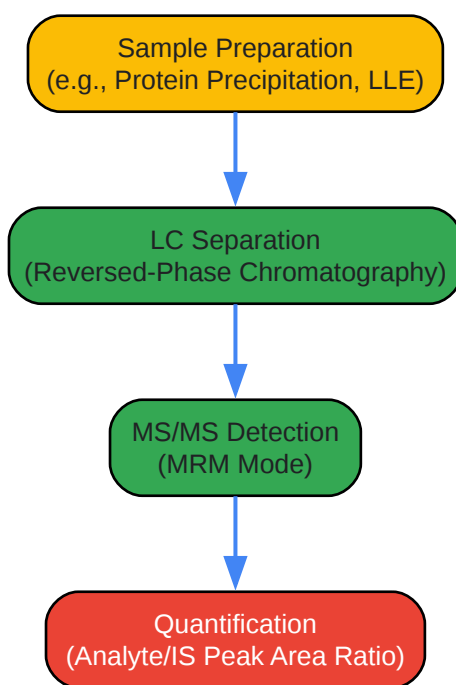 Sample Preparation
(e.g., Protein Precipitation, LLE)
LC Separation
(Reversed-Phase Chromatography)
MS/MS Detection
(MRM Mode)
Quantification
(Analyte/IS Peak Area Ratio)